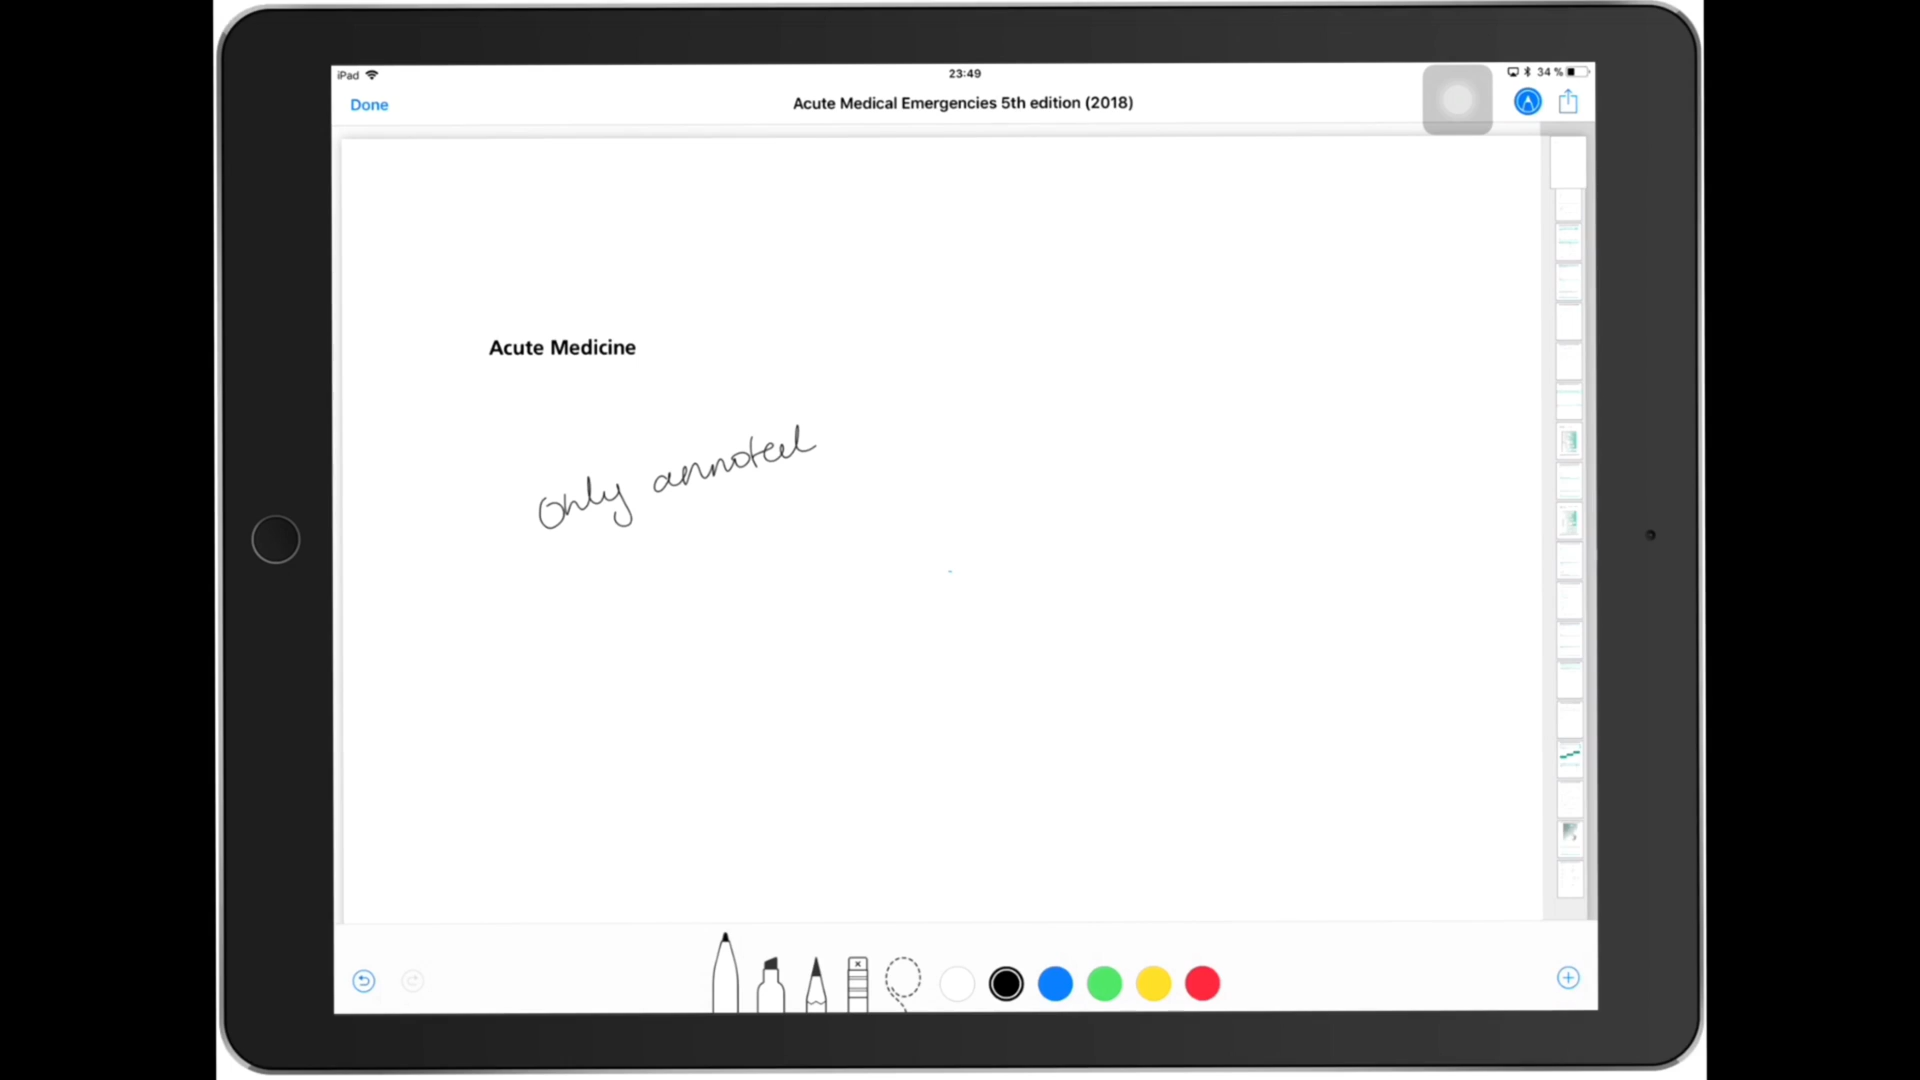 iPad 23:49 34 %
Done Acute Medical Emergencies 5th edition (2018)
Acute Medicine
only annoted